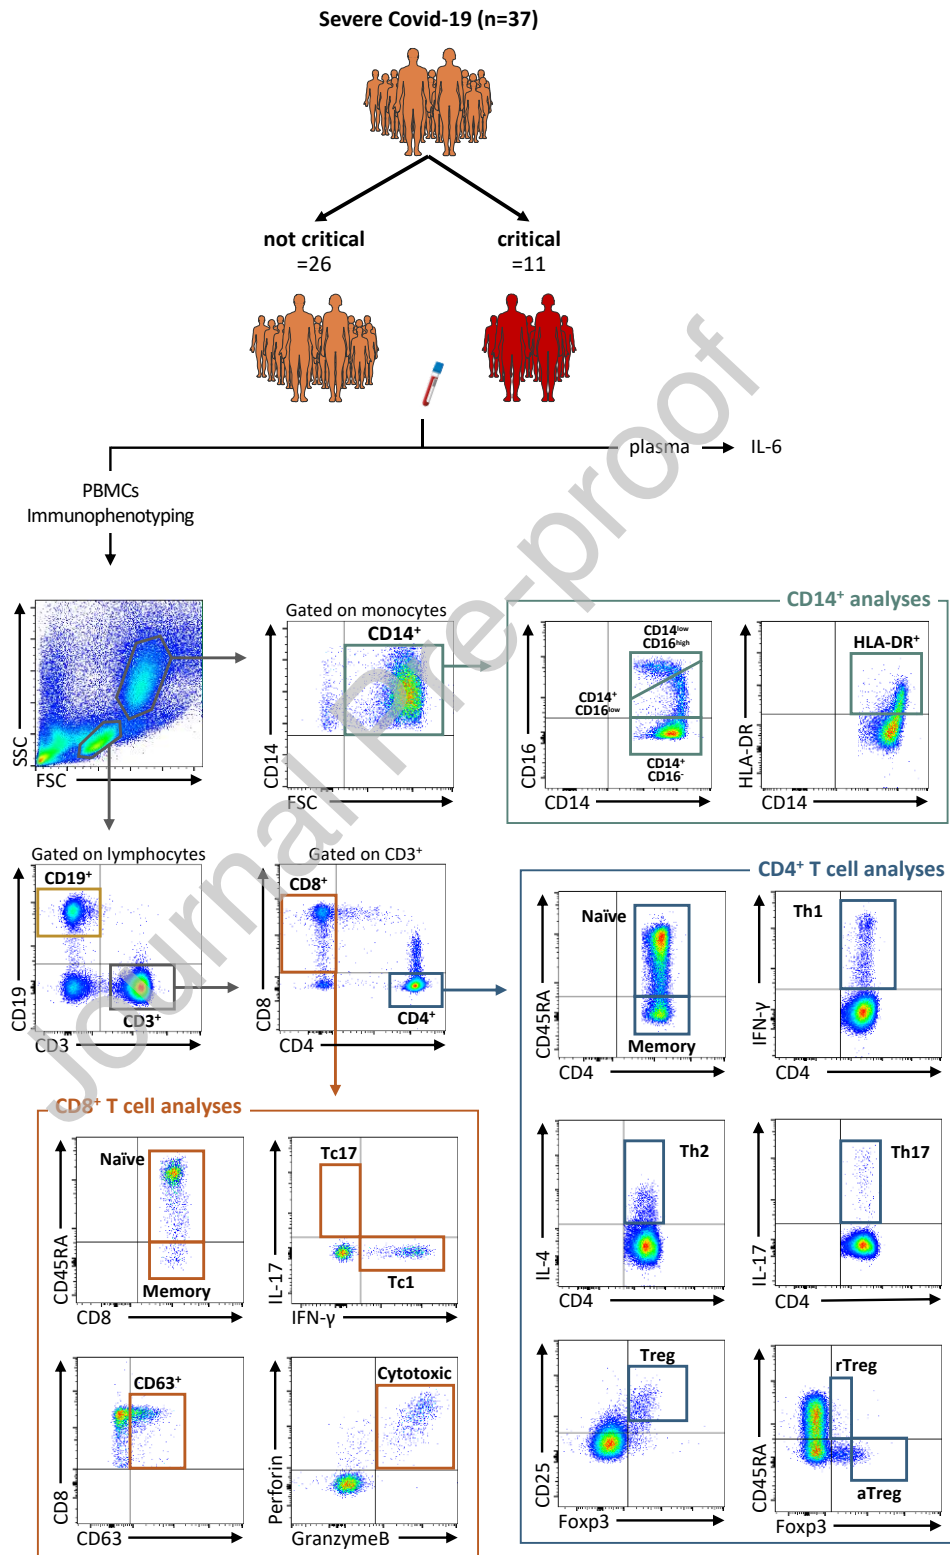 Severe Covid-19 (n=37)
not critical
=26
critical
=11
plasma
IL-6
PBMCs
Immunophenotyping
Journal Pre-proof
SSC
FSC
Gated on monocytes
CD14⁺
CD14
FSC
CD14⁺ analyses
CD14ˡᵒʷ
CD16ʰⁱᵍʰ
CD14⁺
CD16ˡᵒʷ
CD14⁺
CD16⁻
CD16
CD14
HLA-DR⁺
HLA-DR
CD14
Gated on lymphocytes
CD19⁺
CD3⁺
CD19
CD3
Gated on CD3⁺
CD8⁺
CD4⁺
CD8
CD4
CD4⁺ T cell analyses
Naïve
Memory
CD45RA
CD4
Th1
IFN-γ
CD4
Th2
IL-4
CD4
Th17
IL-17
CD4
Treg
CD25
Foxp3
rTreg
aTreg
CD45RA
Foxp3
CD8⁺ T cell analyses
Naïve
Memory
CD45RA
CD8
Tc17
Tc1
IL-17
IFN-γ
CD63⁺
CD8
CD63
Cytotoxic
Perforin
GranzymeB